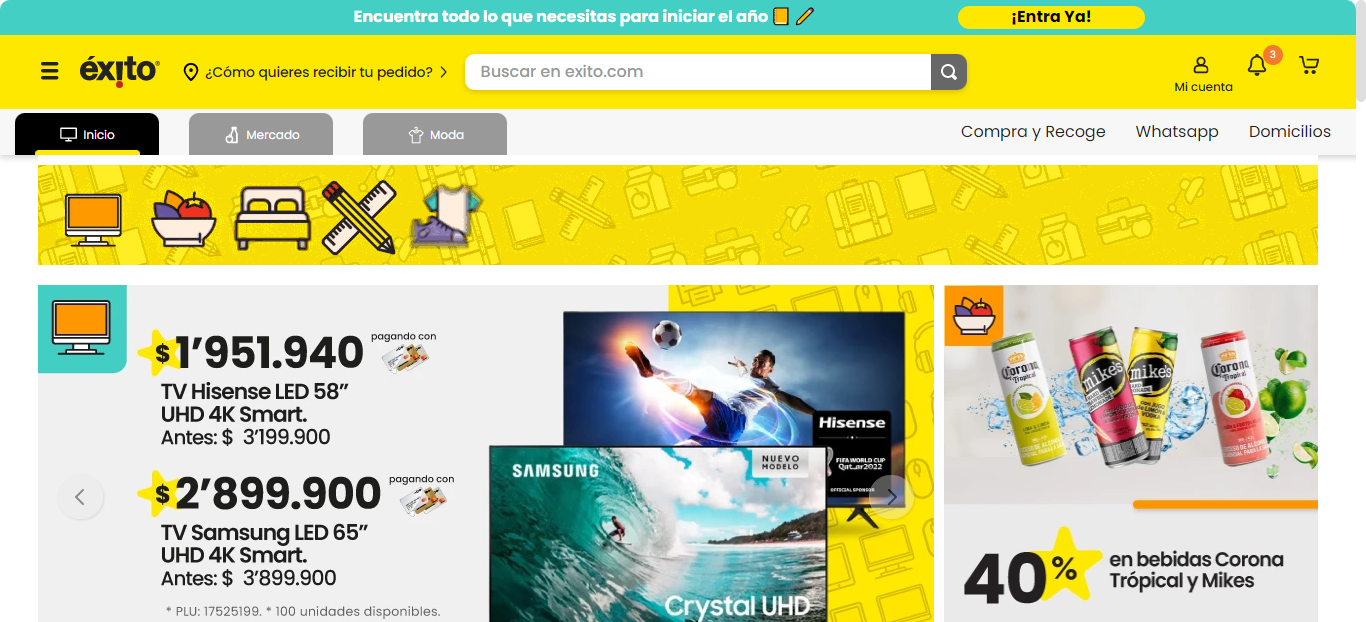 Encuentra todo lo que necesitas para iniciar el año
¡Entra Ya!
éxito
¿Cómo quieres recibir tu pedido?
Buscar en exito.com
Mi cuenta
3
Inicio
Mercado
Moda
Compra y Recoge
Whatsapp
Domicilios
$1’951.940
pagando con
TV Hisense LED 58”
UHD 4K Smart.
Antes: $ 3’199.900
$2’899.900
pagando con
TV Samsung LED 65”
UHD 4K Smart.
Antes: $ 3’899.900
* PLU: 17525199. * 100 unidades disponibles.
Hisense
FIFA WORLD CUP
Qatar2022
OFFICIAL SPONSOR
SAMSUNG
NUEVO
MODELO
Crystal UHD
Corona
Tropical
mike's
mike's
Corona
Tropical
40%
en bebidas Corona
Trópical y Mikes